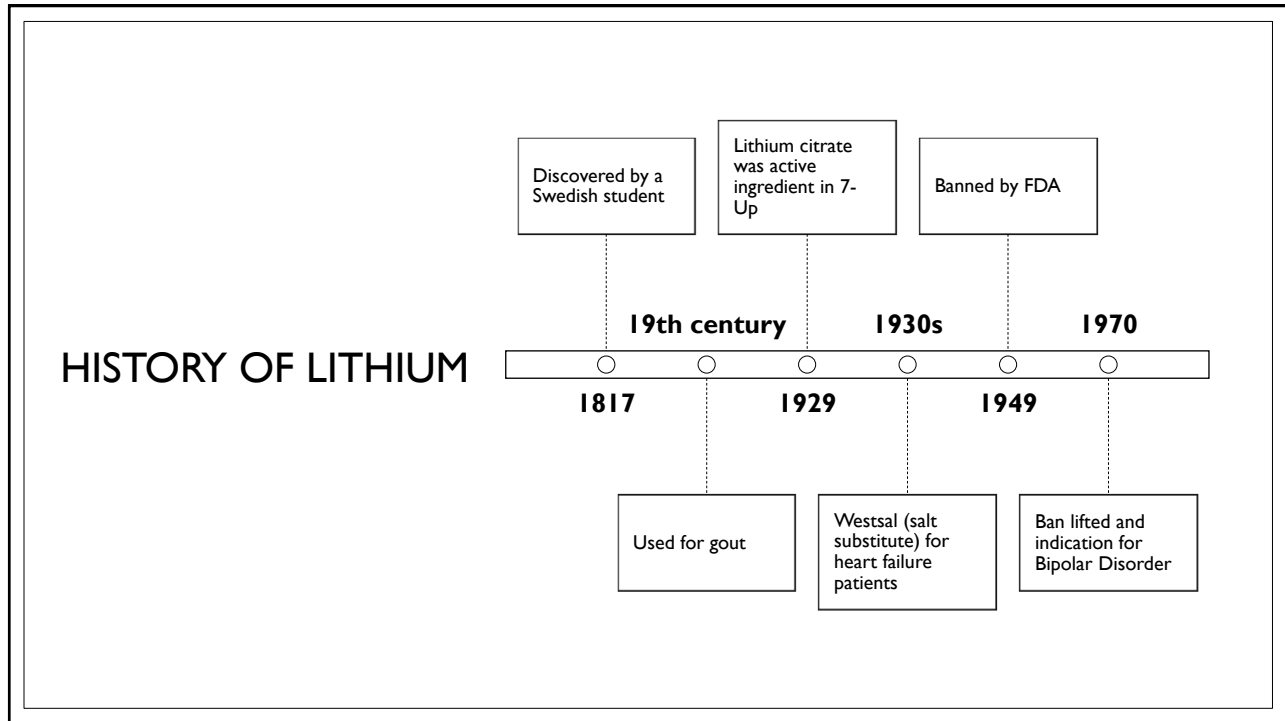 HISTORY OF LITHIUM
Discovered by a
Swedish student
1817
19th century
Used for gout
Lithium citrate
was active
ingredient in 7-
Up
1929
1930s
Westsal (salt
substitute) for
heart failure
patients
Banned by FDA
1949
1970
Ban lifted and
indication for
Bipolar Disorder